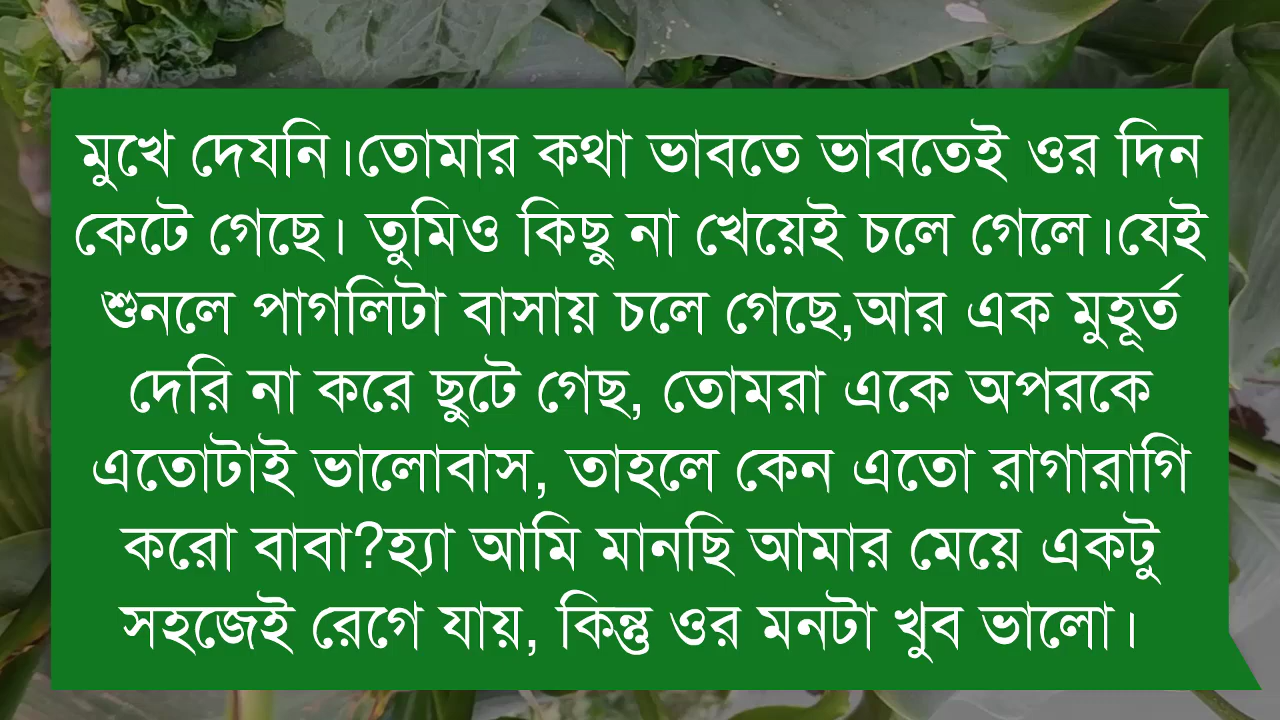 মুখে দেযনি।তোমার কথা ভাবতে ভাবতেই ওর দিন
কেটে গেছে। তুমিও কিছু না খেয়েই চলে গেলে।যেই
শুনলে পাগলিটা বাসায় চলে গেছে,আর এক মুহূর্ত
দেরি না করে ছুটে গেছ, তোমরা একে অপরকে
এতোটাই ভালোবাস, তাহলে কেন এতো রাগারাগি
করো বাবা?হ্যা আমি মানছি আমার মেয়ে একটু
সহজেই রেগে যায়, কিন্তু ওর মনটা খুব ভালো।